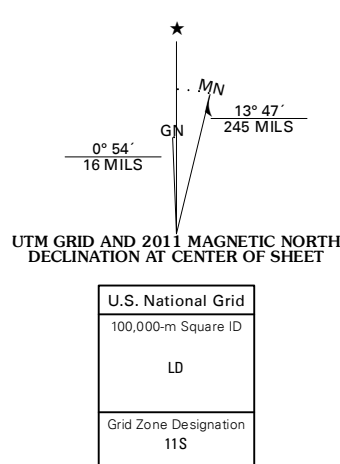 ★
MN
GN
13° 47´
245 MILS
0° 54´
16 MILS
UTM GRID AND 2011 MAGNETIC NORTH
DECLINATION AT CENTER OF SHEET
U.S. National Grid
100,000-m Square ID
LD
Grid Zone Designation
11S